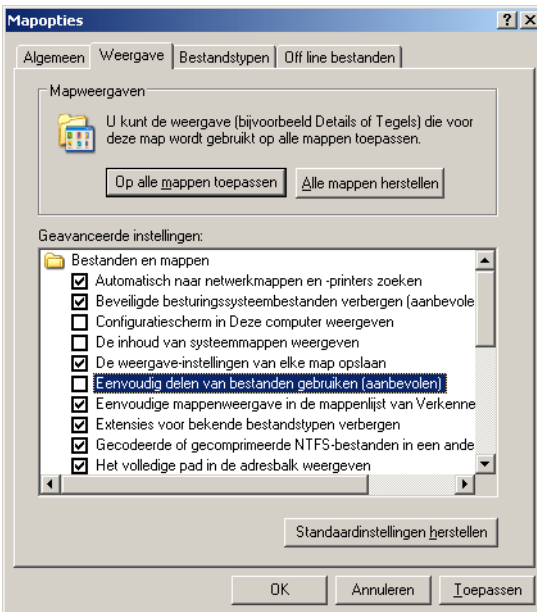 Mapopties
Algemeen Weergave Bestandstypen Off line bestanden
Mapweergaven
U kunt de weergave (bijvoorbeeld Details of Tegels) die voor
deze map wordt gebruikt op alle mappen toepassen.
Op alle mappen toepassen Alle mappen herstellen
Geavanceerde instellingen:
Bestanden en mappen
Automatisch naar netwerkmappen en -printers zoeken
Beveiligde besturingssysteembestanden verbergen (aanbevole
Configuratiescherm in Deze computer weergeven
De inhoud van systeemmappen weergeven
De weergave-instellingen van elke map opslaan
Eenvoudig delen van bestanden gebruiken (aanbevolen)
Eenvoudige mappenweergave in de mappenlijst van Verkenne
Extensies voor bekende bestandstypen verbergen
Gecodeerde of gecomprimeerde NTFS-bestanden in een ande
Het volledige pad in de adresbalk weergeven
Standaardinstellingen herstellen
OK Annuleren Toepassen